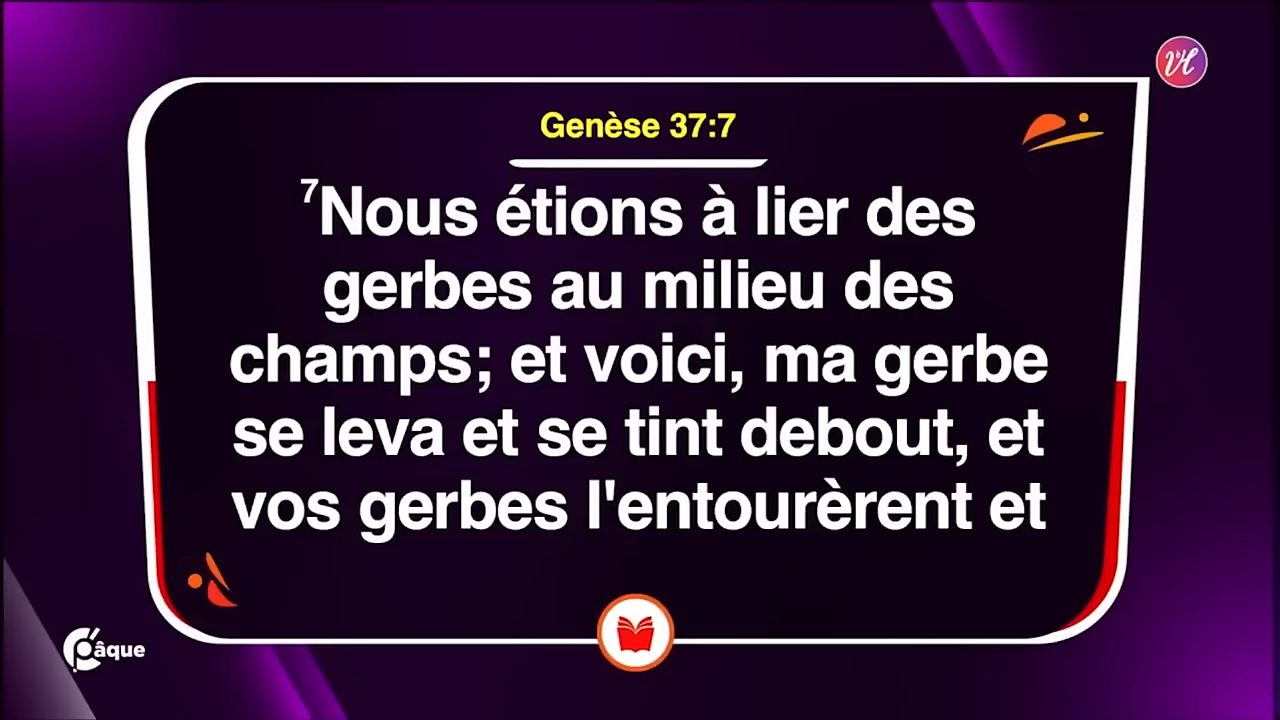 Genèse 37:7
7Nous étions à lier des
gerbes au milieu des
champs; et voici, ma gerbe
se leva et se tint debout, et
vos gerbes l'entourèrent et
Pâque